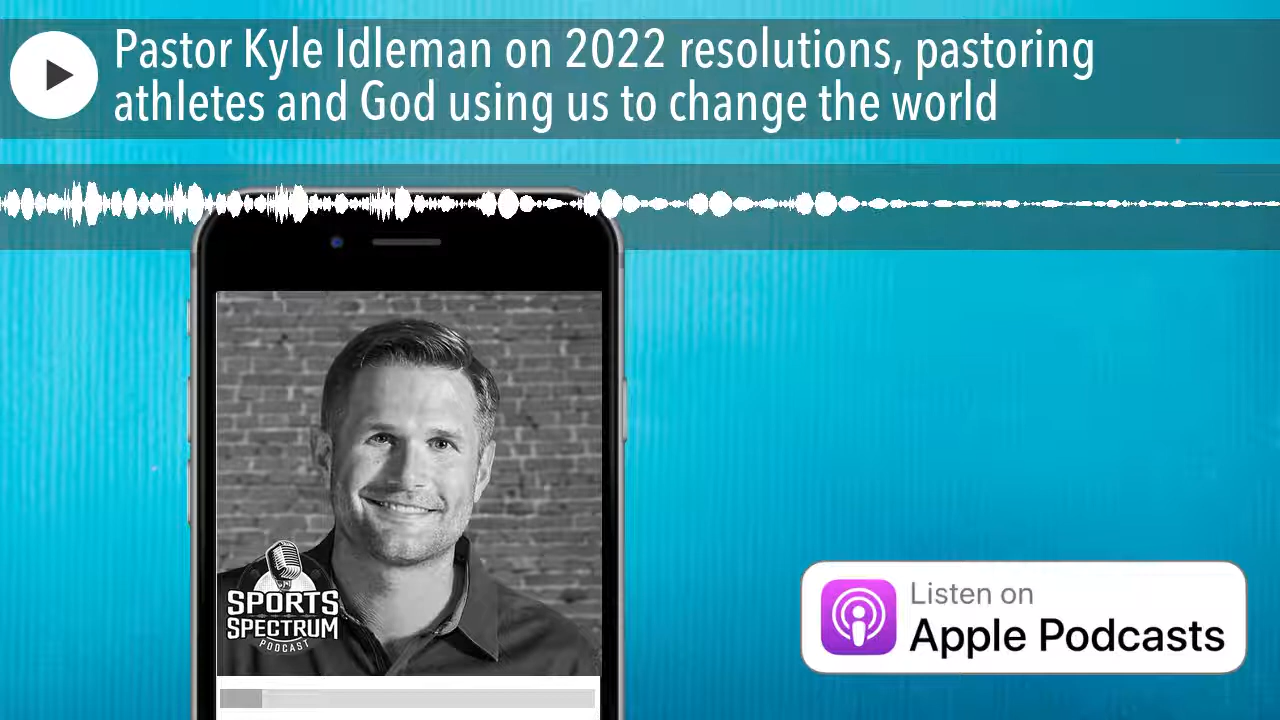 Pastor Kyle Idleman on 2022 resolutions, pastoring
athletes and God using us to change the world
SPORTS
SPECTRUM
PODCAST
Listen on
Apple Podcasts